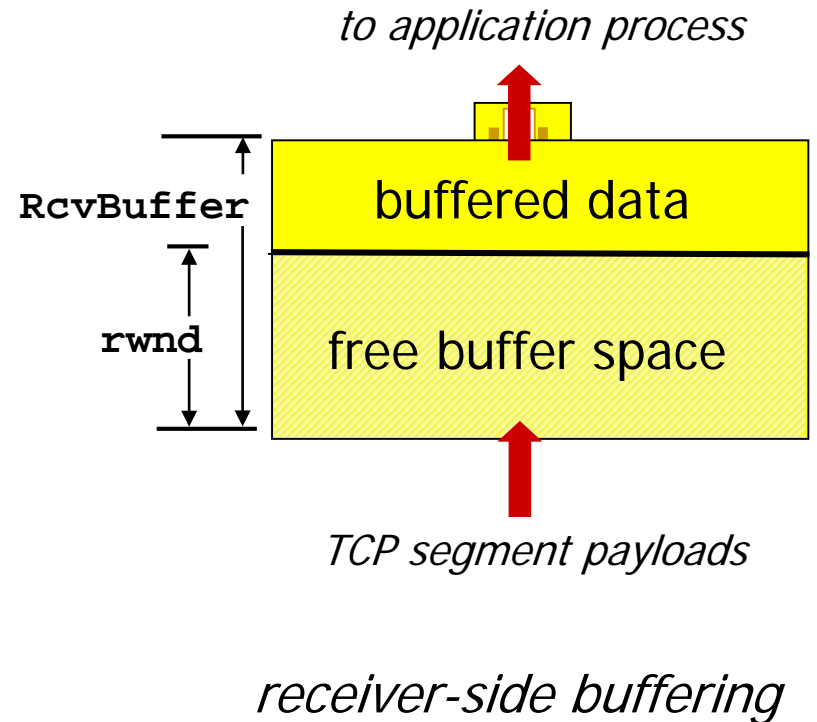 to application process
RcvBuffer
buffered data
rwnd
free buffer space
TCP segment payloads
receiver-side buffering